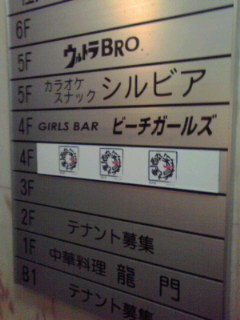 6F
5F ウルトラBRO.
5F カラオケスナック シルビア
4F GIRLS BAR ビーチガールズ
4F
3F
2F テナント募集
1F 中華料理 龍門
B1 テナント募集